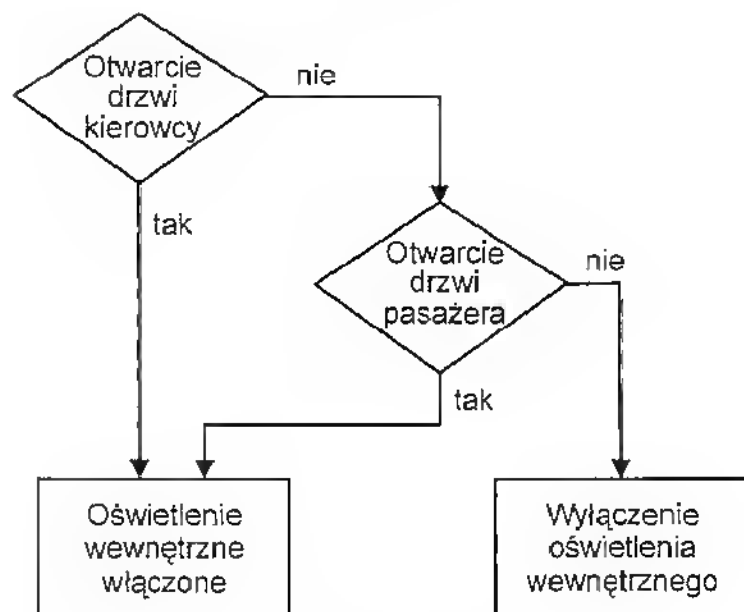 Otwarcie
drzwi
kierowcy
nie
tak
Otwarcie
drzwi
pasażera
nie
tak
Oświetlenie
wewnętrzne
włączone
Wyłączenie
oświetlenia
wewnętrznego